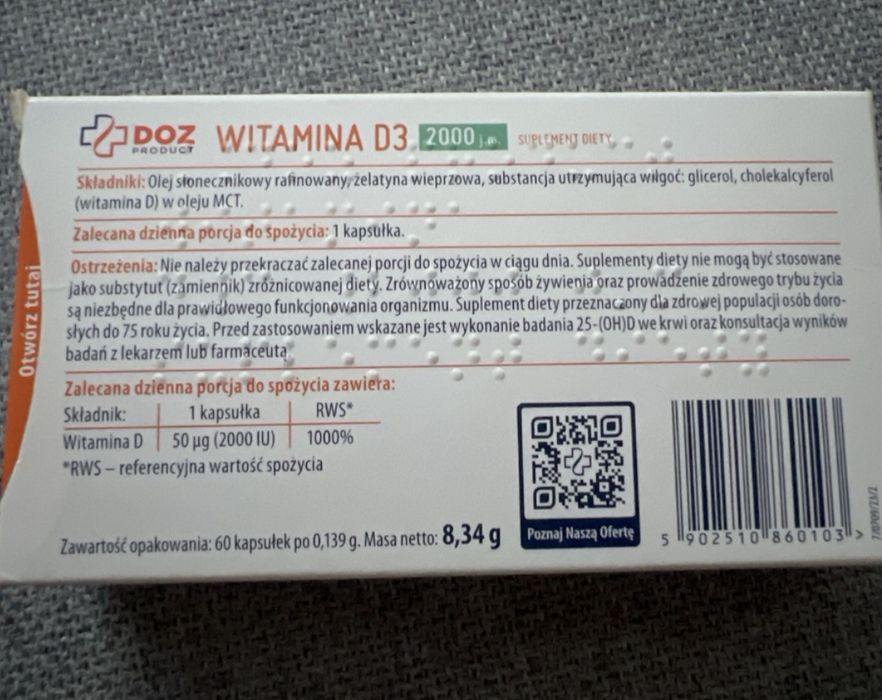 DOZ
PRODUCT
WITAMINA D3 2000 j.m. SUPLEMENT DIETY
Składniki: Olej słonecznikowy rafinowany, żelatyna wieprzowa, substancja utrzymująca wilgoć: glicerol, cholekalcyferol
(witamina D) w oleju MCT.
Zalecana dzienna porcja do spożycia: 1 kapsułka.
Ostrzeżenia: Nie należy przekraczać zalecanej porcji do spożycia w ciągu dnia. Suplementy diety nie mogą być stosowane
jako substytut (zamiennik) zróżnicowanej diety. Zrównoważony sposób żywienia oraz prowadzenie zdrowego trybu życia
są niezbędne dla prawidłowego funkcjonowania organizmu. Suplement diety przeznaczony dla zdrowej populacji osób doro-
słych do 75 roku życia. Przed zastosowaniem wskazane jest wykonanie badania 25-(OH)D we krwi oraz konsultacja wyników
badań z lekarzem lub farmaceutą
Otwórz tutaj
Zalecana dzienna porcja do spożycia zawiera:
Składnik: 1 kapsułka RWS*
Witamina D 50 µg (2000 IU) 1000%
*RWS – referencyjna wartość spożycia
Zawartość opakowania: 60 kapsułek po 0,139 g. Masa netto: 8,34 g
Poznaj Naszą Ofertę
5 902510 860103 >